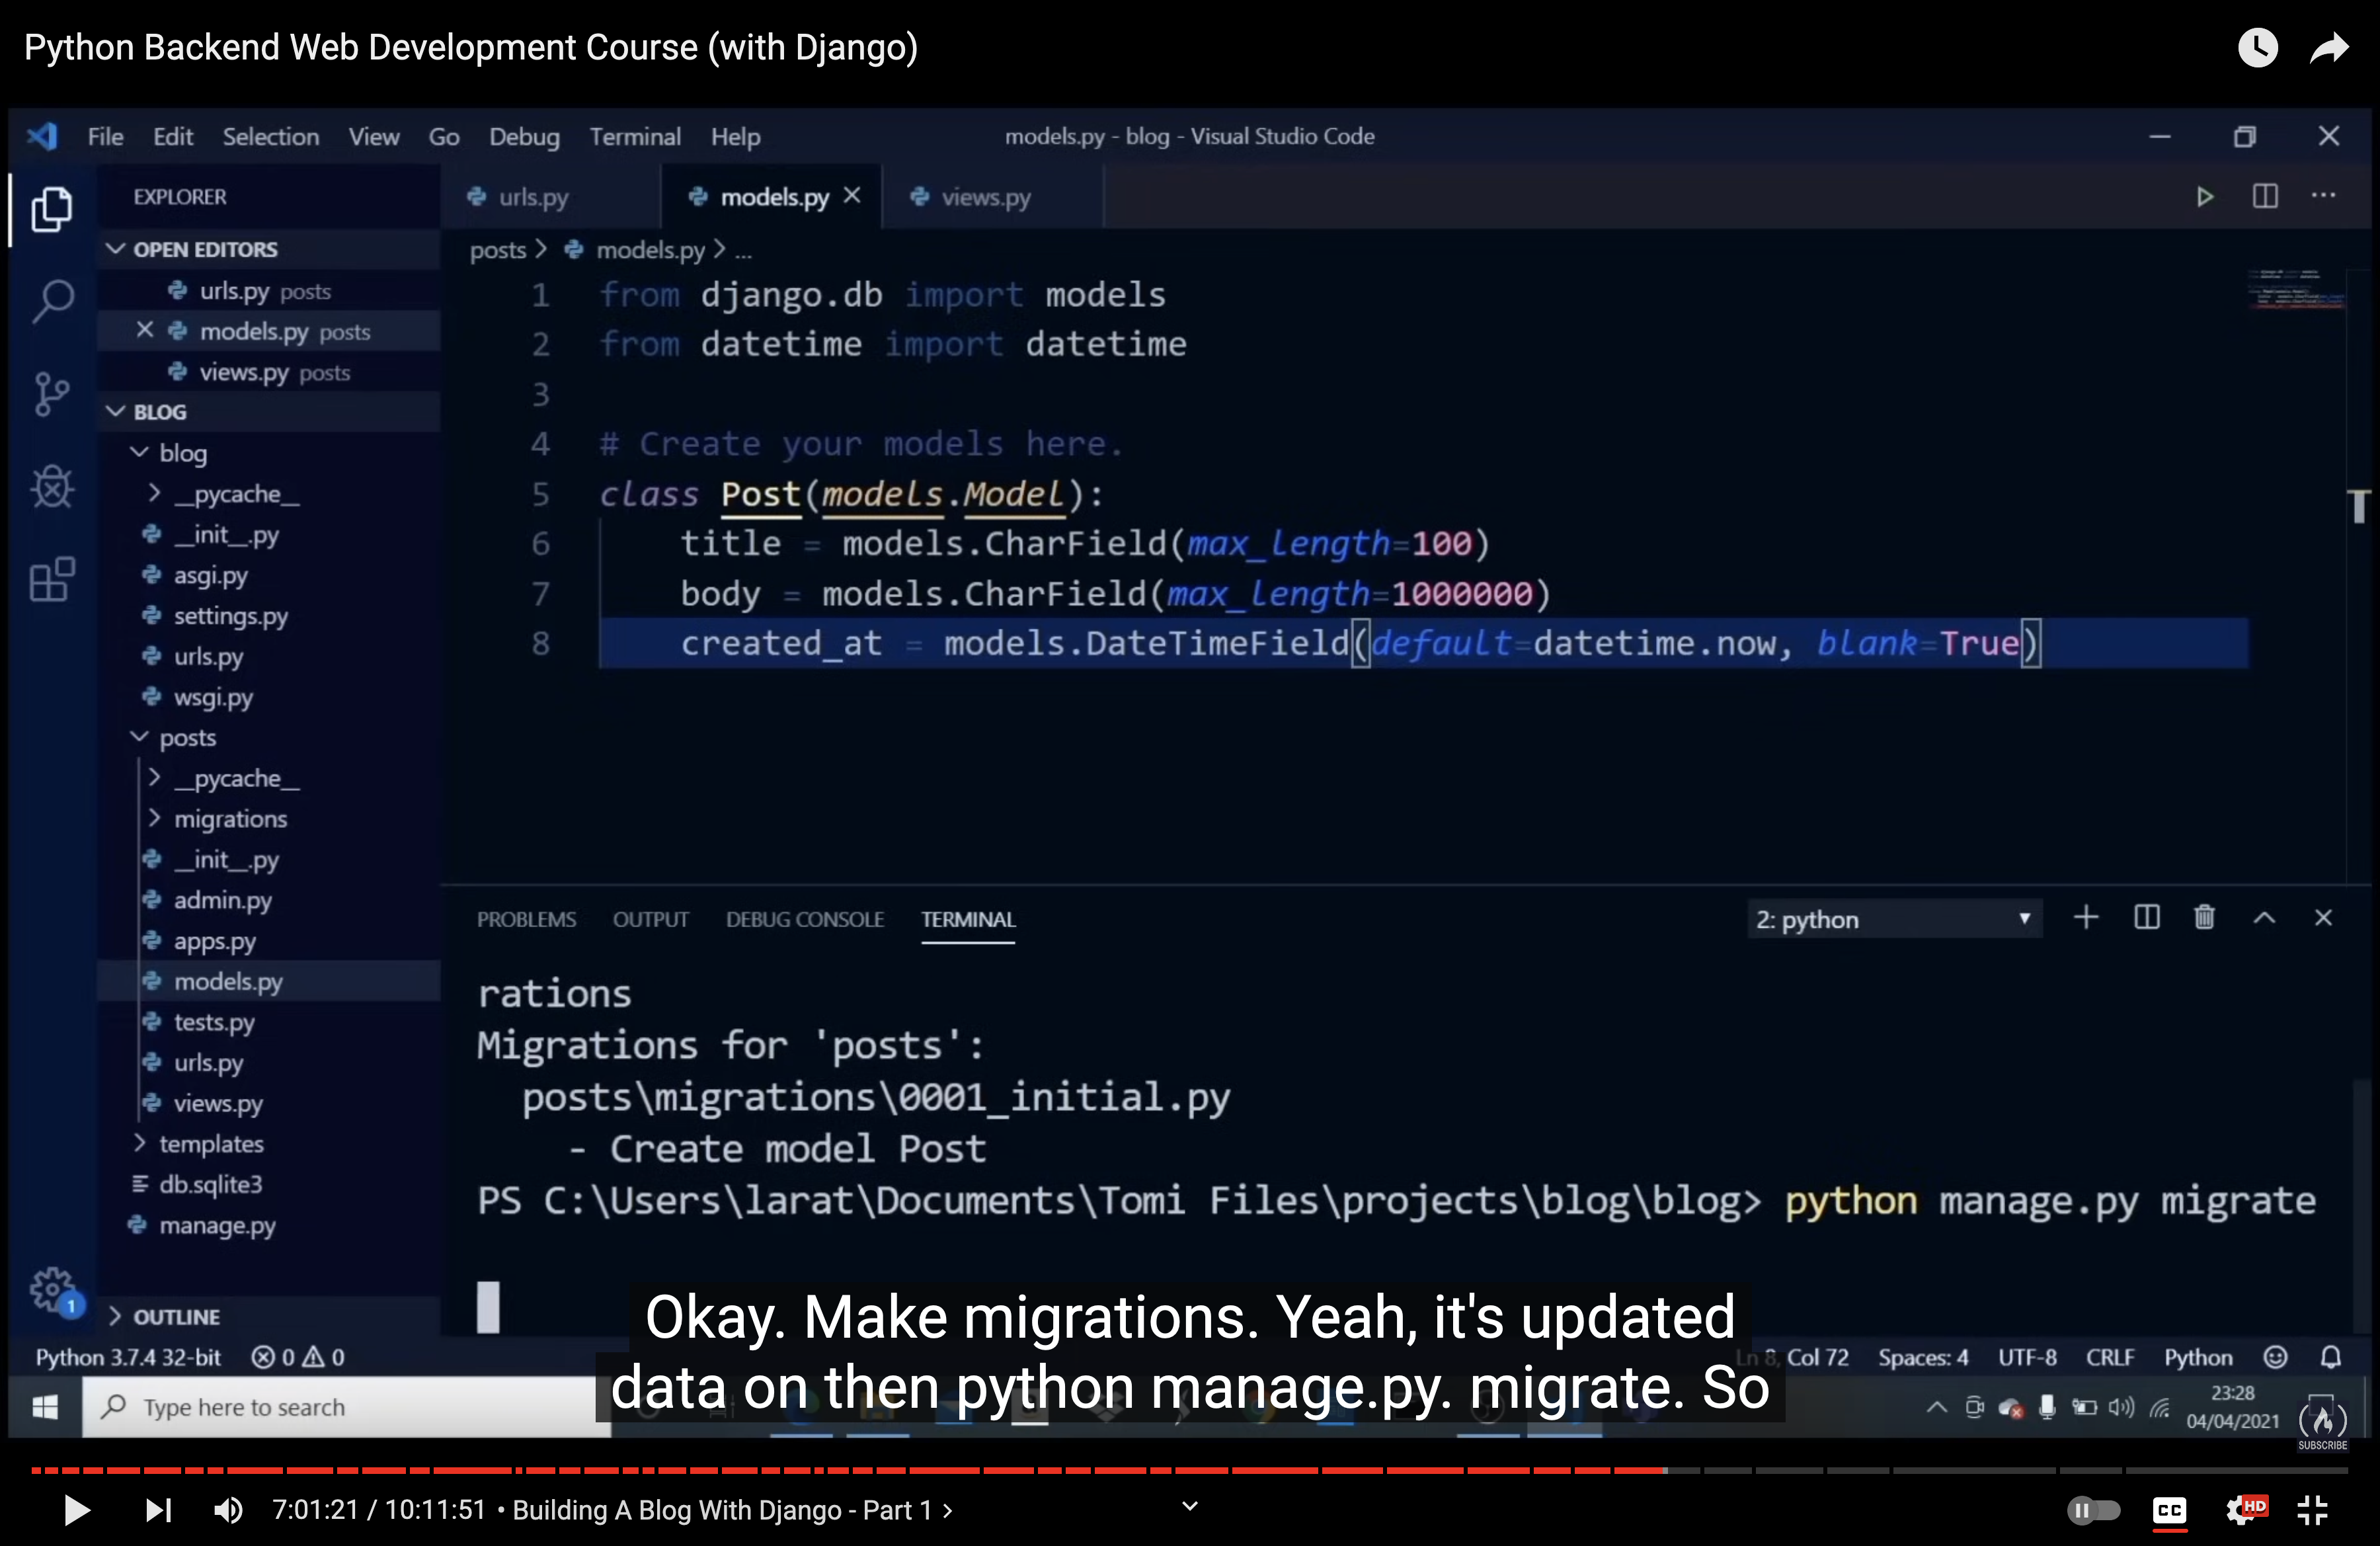 Python Backend Web Development Course (with Django)
File Edit Selection View Go Debug Terminal Help
models.py - blog - Visual Studio Code
EXPLORER
OPEN EDITORS
urls.py posts
models.py posts
views.py posts
BLOG
blog
__pycache__
__init__.py
asgi.py
settings.py
urls.py
wsgi.py
posts
__pycache__
migrations
__init__.py
admin.py
apps.py
models.py
tests.py
urls.py
views.py
templates
db.sqlite3
manage.py
OUTLINE
urls.py models.py views.py
posts > models.py > ...
1 from django.db import models
2 from datetime import datetime
3
4 # Create your models here.
5 class Post(models.Model):
6 title = models.CharField(max_length=100)
7 body = models.CharField(max_length=1000000)
8 created_at = models.DateTimeField(default=datetime.now, blank=True)
PROBLEMS OUTPUT DEBUG CONSOLE TERMINAL
2: python
rations
Migrations for 'posts':
posts\migrations\0001_initial.py
- Create model Post
PS C:\Users\larat\Documents\Tomi Files\projects\blog\blog> python manage.py migrate
Okay. Make migrations. Yeah, it's updated
data on then python manage.py. migrate. So
1
Python 3.7.4 32-bit 0 0
Ln 8, Col 72 Spaces: 4 UTF-8 CRLF Python
Type here to search
23:28
04/04/2021
SUBSCRIBE
7:01:21 / 10:11:51 • Building A Blog With Django - Part 1 >
CC
HD